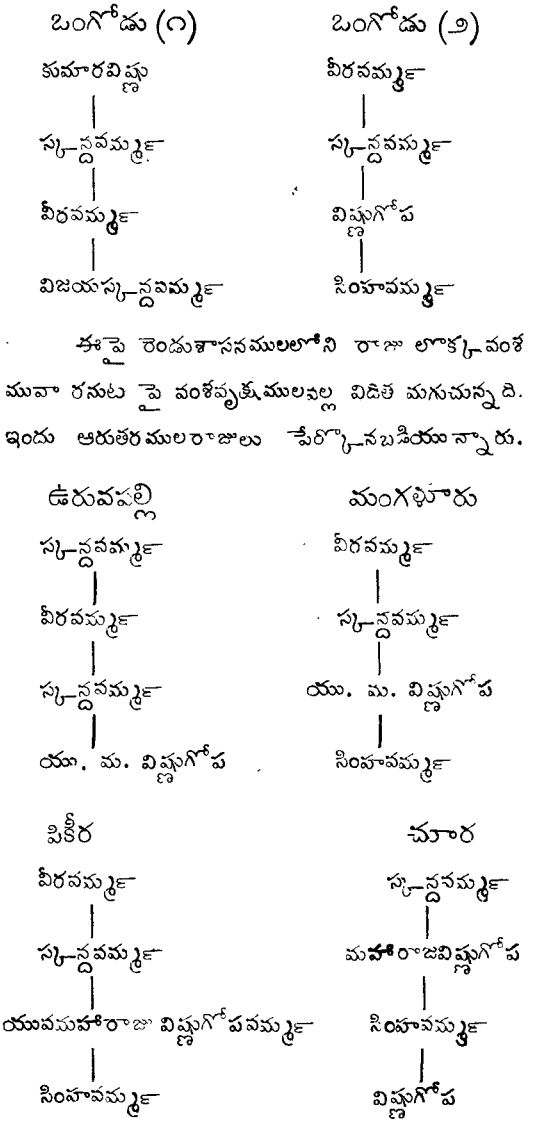 ఒంగోడు (౧)
కుమారవిష్ణు
స్కన్దవర్మ్మ
వీరవర్మ్మ
విజయస్కన్దవర్మ్మ
ఒంగోడు (౨)
వీరవర్మ్మ
స్కన్దవర్మ్మ
విష్ణుగోప
సింహవర్మ్మ
ఈ పై రెండుశాసనములలోని రాజు లొక్కవంశ
మువా రనుట పై వంశవృక్షములవల్ల విదిత మగుచున్నది.
ఇందు ఆరుతరములరాజులు పేర్కొనబడియున్నారు.
ఉరువపల్లి
స్కన్దవర్మ్మ
వీరవర్మ్మ
స్కన్దవర్మ్మ
యు. మ. విష్ణుగోప
మంగళూరు
వీరవర్మ్మ
స్కన్దవర్మ్మ
యు. మ. విష్ణుగోప
సింహవర్మ్మ
పికీర
వీరవర్మ్మ
స్కన్దవర్మ్మ
యువమహారాజు విష్ణుగోపవర్మ్మ
సింహవర్మ్మ
చూర
స్కన్దవర్మ్మ
మహారాజవిష్ణుగోప
సింహవర్మ్మ
విష్ణుగోప